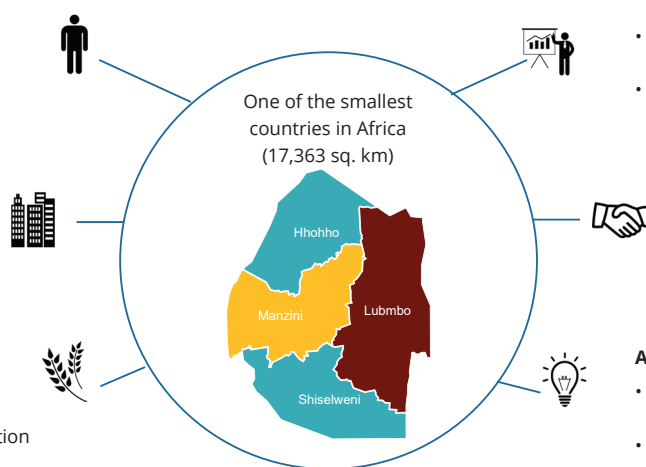 One of the smallest
countries in Africa
(17,363 sq. km)
Hhohho
Manzini
Lubmbo
Shiselweni
A
tion